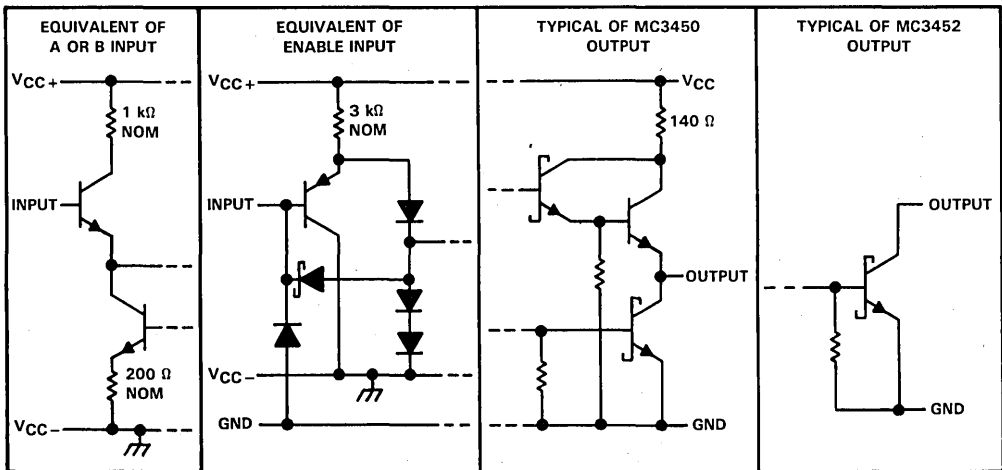 EQUIVALENT OF
A OR B INPUT
VCC+
1 kΩ
NOM
INPUT
200 Ω
NOM
VCC−
EQUIVALENT OF
ENABLE INPUT
VCC+
3 kΩ
NOM
INPUT
VCC−
GND
TYPICAL OF MC3450
OUTPUT
VCC
140 Ω
OUTPUT
GND
TYPICAL OF MC3452
OUTPUT
OUTPUT
GND